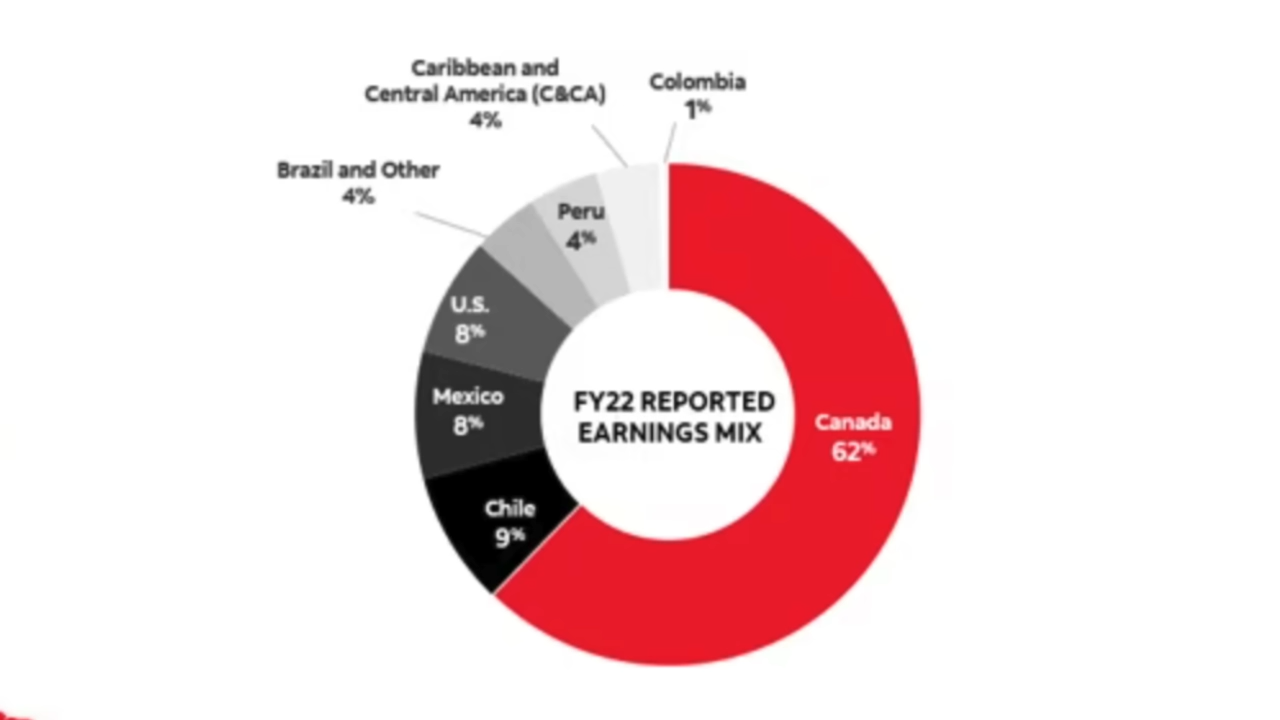 Caribbean and
Central America (C&CA)
4%
Colombia
1%
Brazil and Other
4%
Peru
4%
U.S.
8%
Mexico
8%
Chile
9%
FY22 REPORTED
EARNINGS MIX
Canada
62%